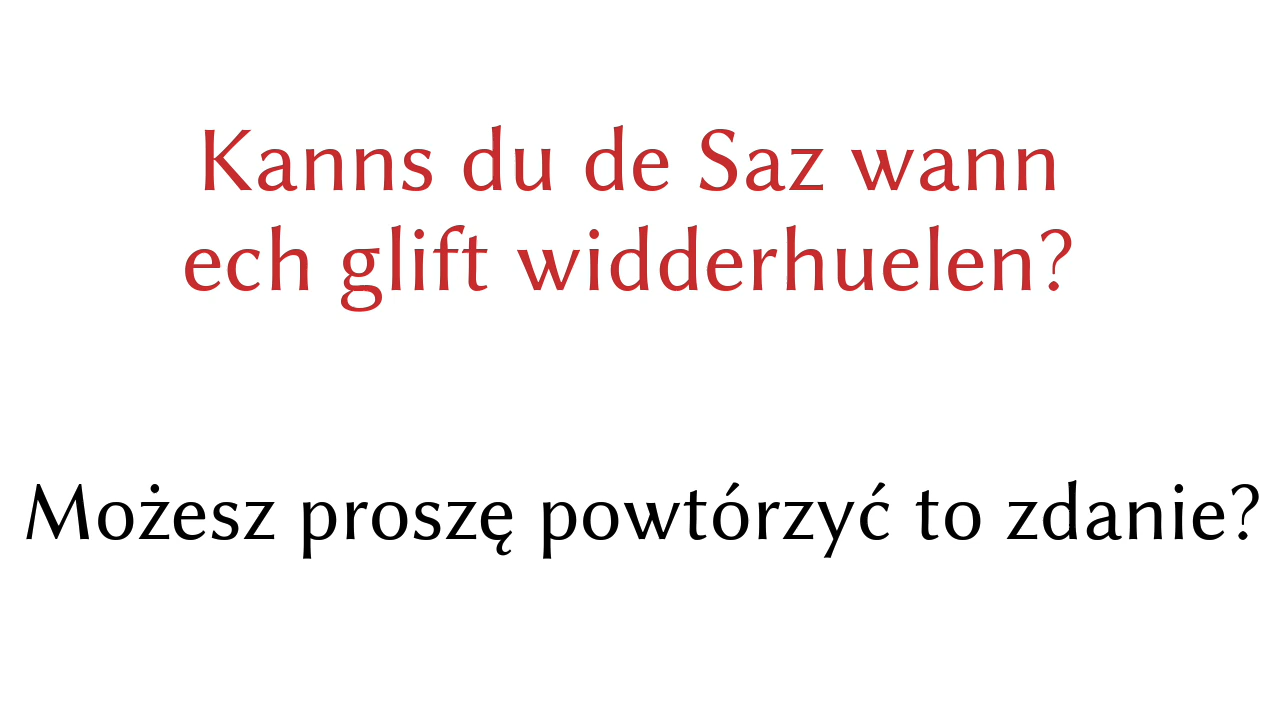 Kanns du de Saz wann
ech glift widderhuelen?
Możesz proszę powtórzyć to zdanie?